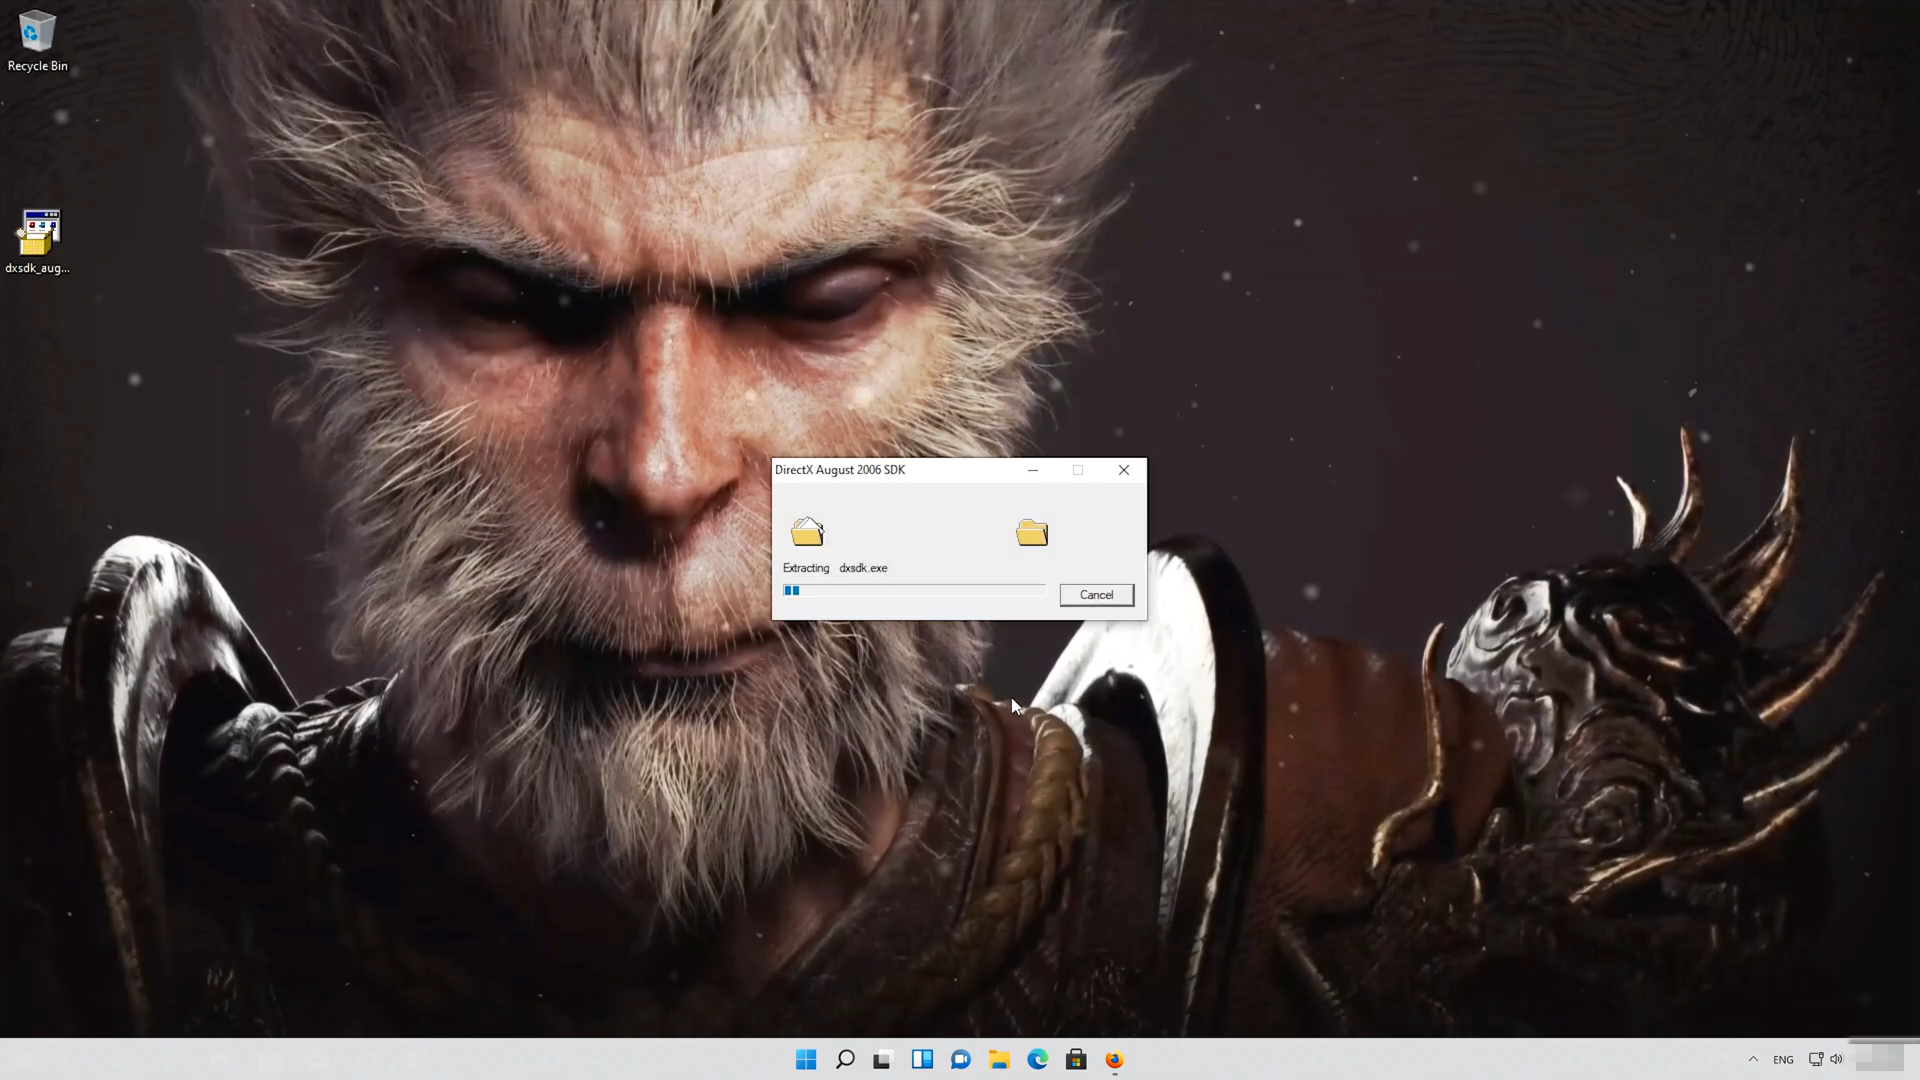 Recycle Bin
dxsdk_aug...
DirectX August 2006 SDK
Extracting dxsdk.exe
Cancel
ENG